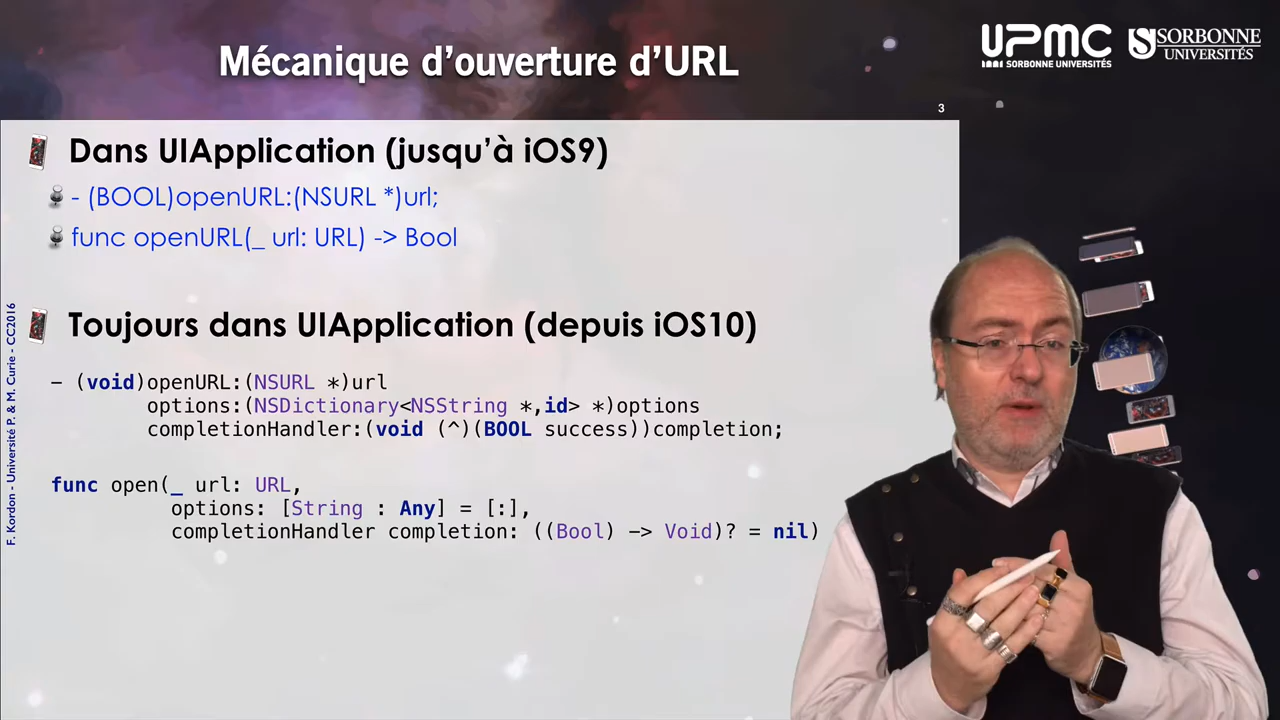 Mécanique d’ouverture d’URL
UPMC
SORBONNE UNIVERSITÉS
SORBONNE
UNIVERSITÉS
3
Dans UIApplication (jusqu’à iOS9)
- (BOOL)openURL:(NSURL *)url;
func openURL(_ url: URL) -> Bool
Toujours dans UIApplication (depuis iOS10)
– (void)openURL:(NSURL *)url
options:(NSDictionary<NSString *,id> *)options
completionHandler:(void (^)(BOOL success))completion;
func open(_ url: URL,
options: [String : Any] = [:],
completionHandler completion: ((Bool) –> Void)? = nil)
F. Kordon - Université P. & M. Curie - CC2016